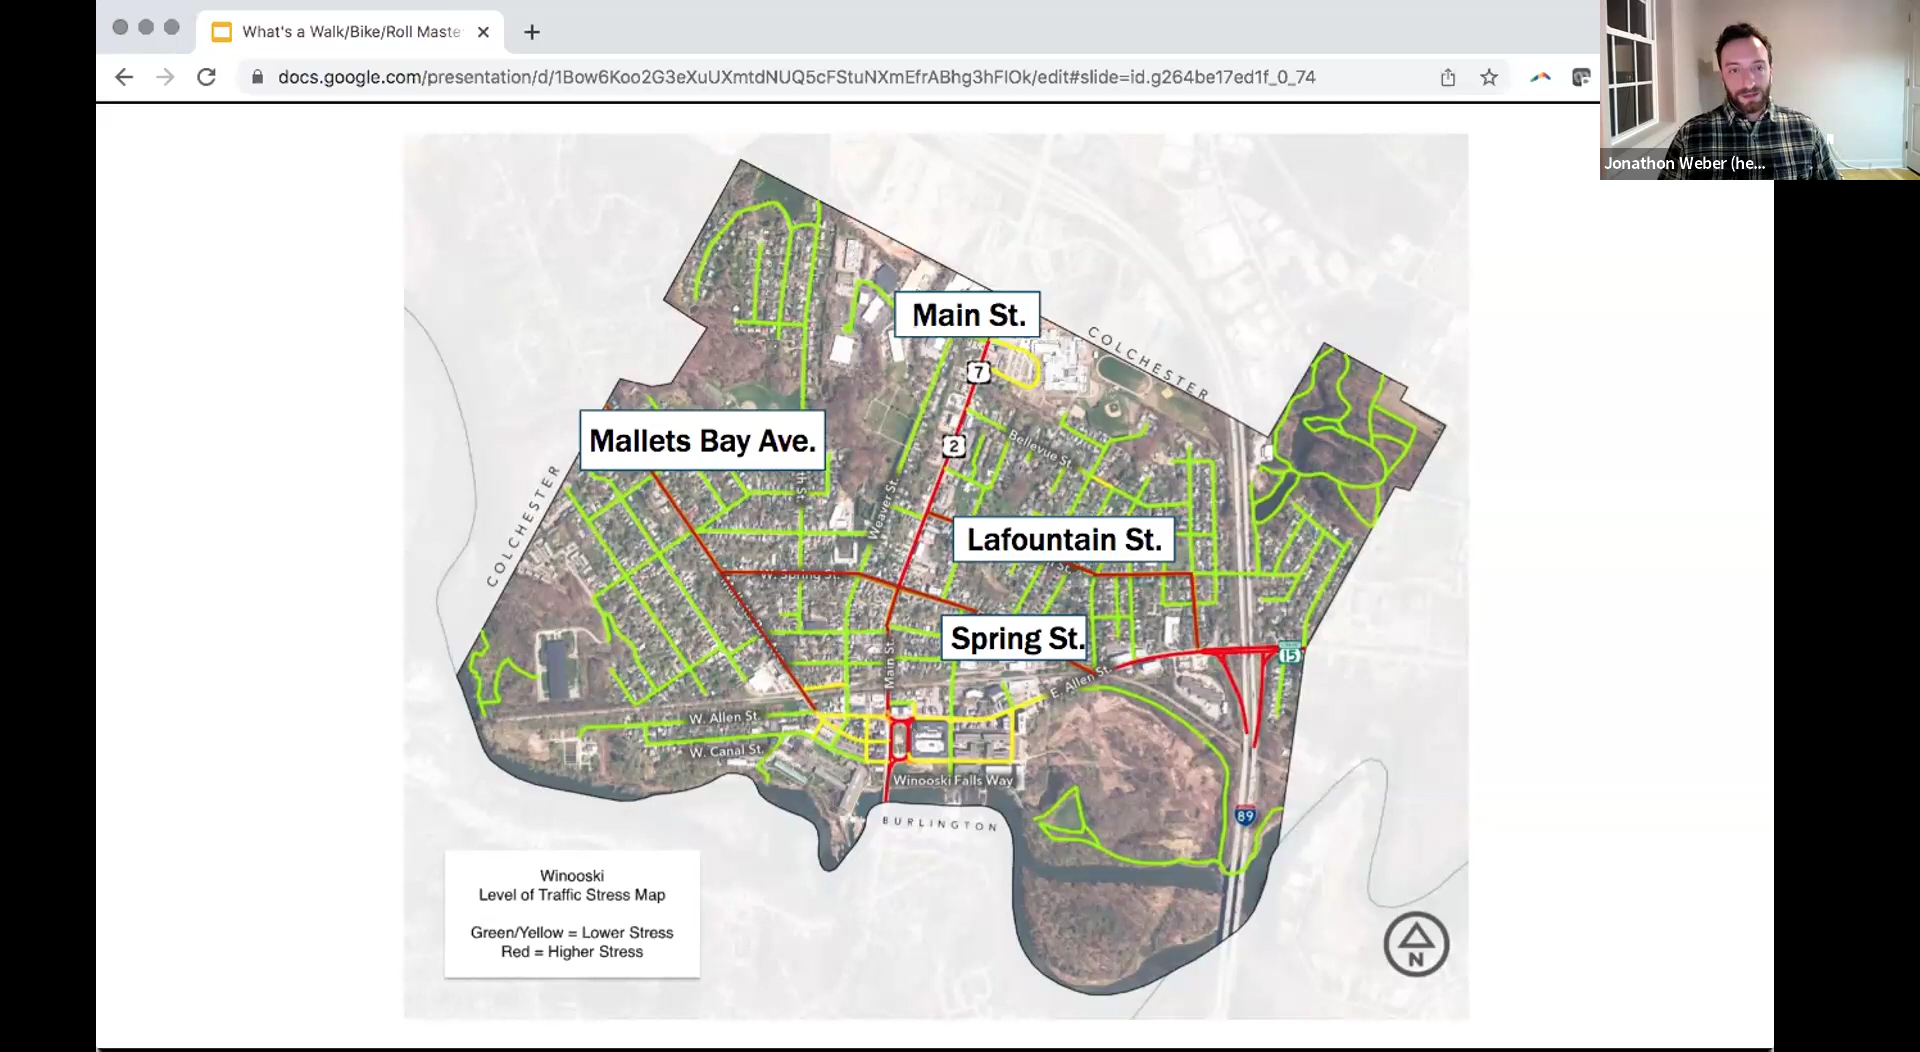 What's a Walk/Bike/Roll Maste
docs.google.com/presentation/d/1Bow6Koo2G3eXuUXmtdNUQ5cFStuNXmEfrABhg3hFlOk/edit#slide=id.g264be17ed1f_0_74
Jonathon Weber (he...
Main St.
COLCHESTER
7
Mallets Bay Ave.
2
Bellevue St.
COLCHESTER
Weaver St.
Lafountain St.
W. Spring St.
Spring St.
Main St.
15
E. Allen St.
W. Allen St.
W. Canal St.
Winooski Falls Way
BURLINGTON
89
Winooski
Level of Traffic Stress Map
Green/Yellow = Lower Stress
Red = Higher Stress
N